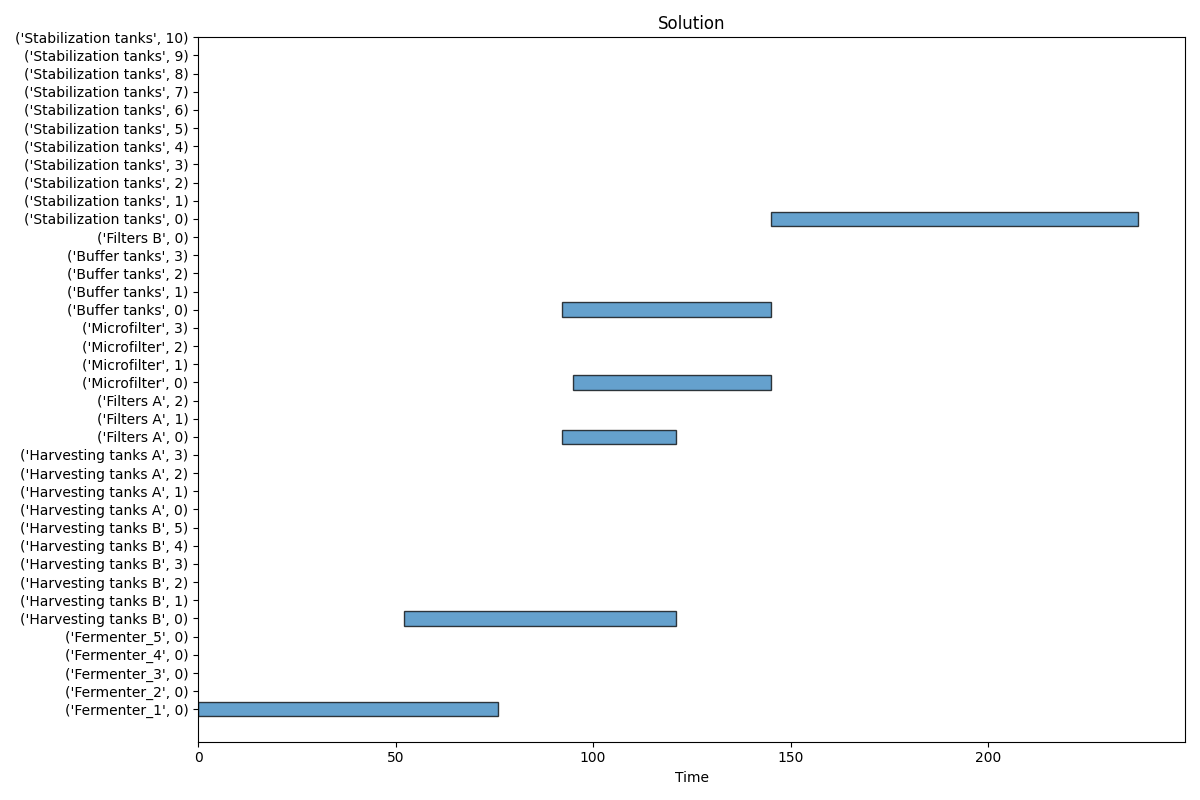 Solution
('Stabilization tanks', 10)
('Stabilization tanks', 9)
('Stabilization tanks', 8)
('Stabilization tanks', 7)
('Stabilization tanks', 6)
('Stabilization tanks', 5)
('Stabilization tanks', 4)
('Stabilization tanks', 3)
('Stabilization tanks', 2)
('Stabilization tanks', 1)
('Stabilization tanks', 0)
('Filters B', 0)
('Buffer tanks', 3)
('Buffer tanks', 2)
('Buffer tanks', 1)
('Buffer tanks', 0)
('Microfilter', 3)
('Microfilter', 2)
('Microfilter', 1)
('Microfilter', 0)
('Filters A', 2)
('Filters A', 1)
('Filters A', 0)
('Harvesting tanks A', 3)
('Harvesting tanks A', 2)
('Harvesting tanks A', 1)
('Harvesting tanks A', 0)
('Harvesting tanks B', 5)
('Harvesting tanks B', 4)
('Harvesting tanks B', 3)
('Harvesting tanks B', 2)
('Harvesting tanks B', 1)
('Harvesting tanks B', 0)
('Fermenter_5', 0)
('Fermenter_4', 0)
('Fermenter_3', 0)
('Fermenter_2', 0)
('Fermenter_1', 0)
0 50 100 150 200
Time